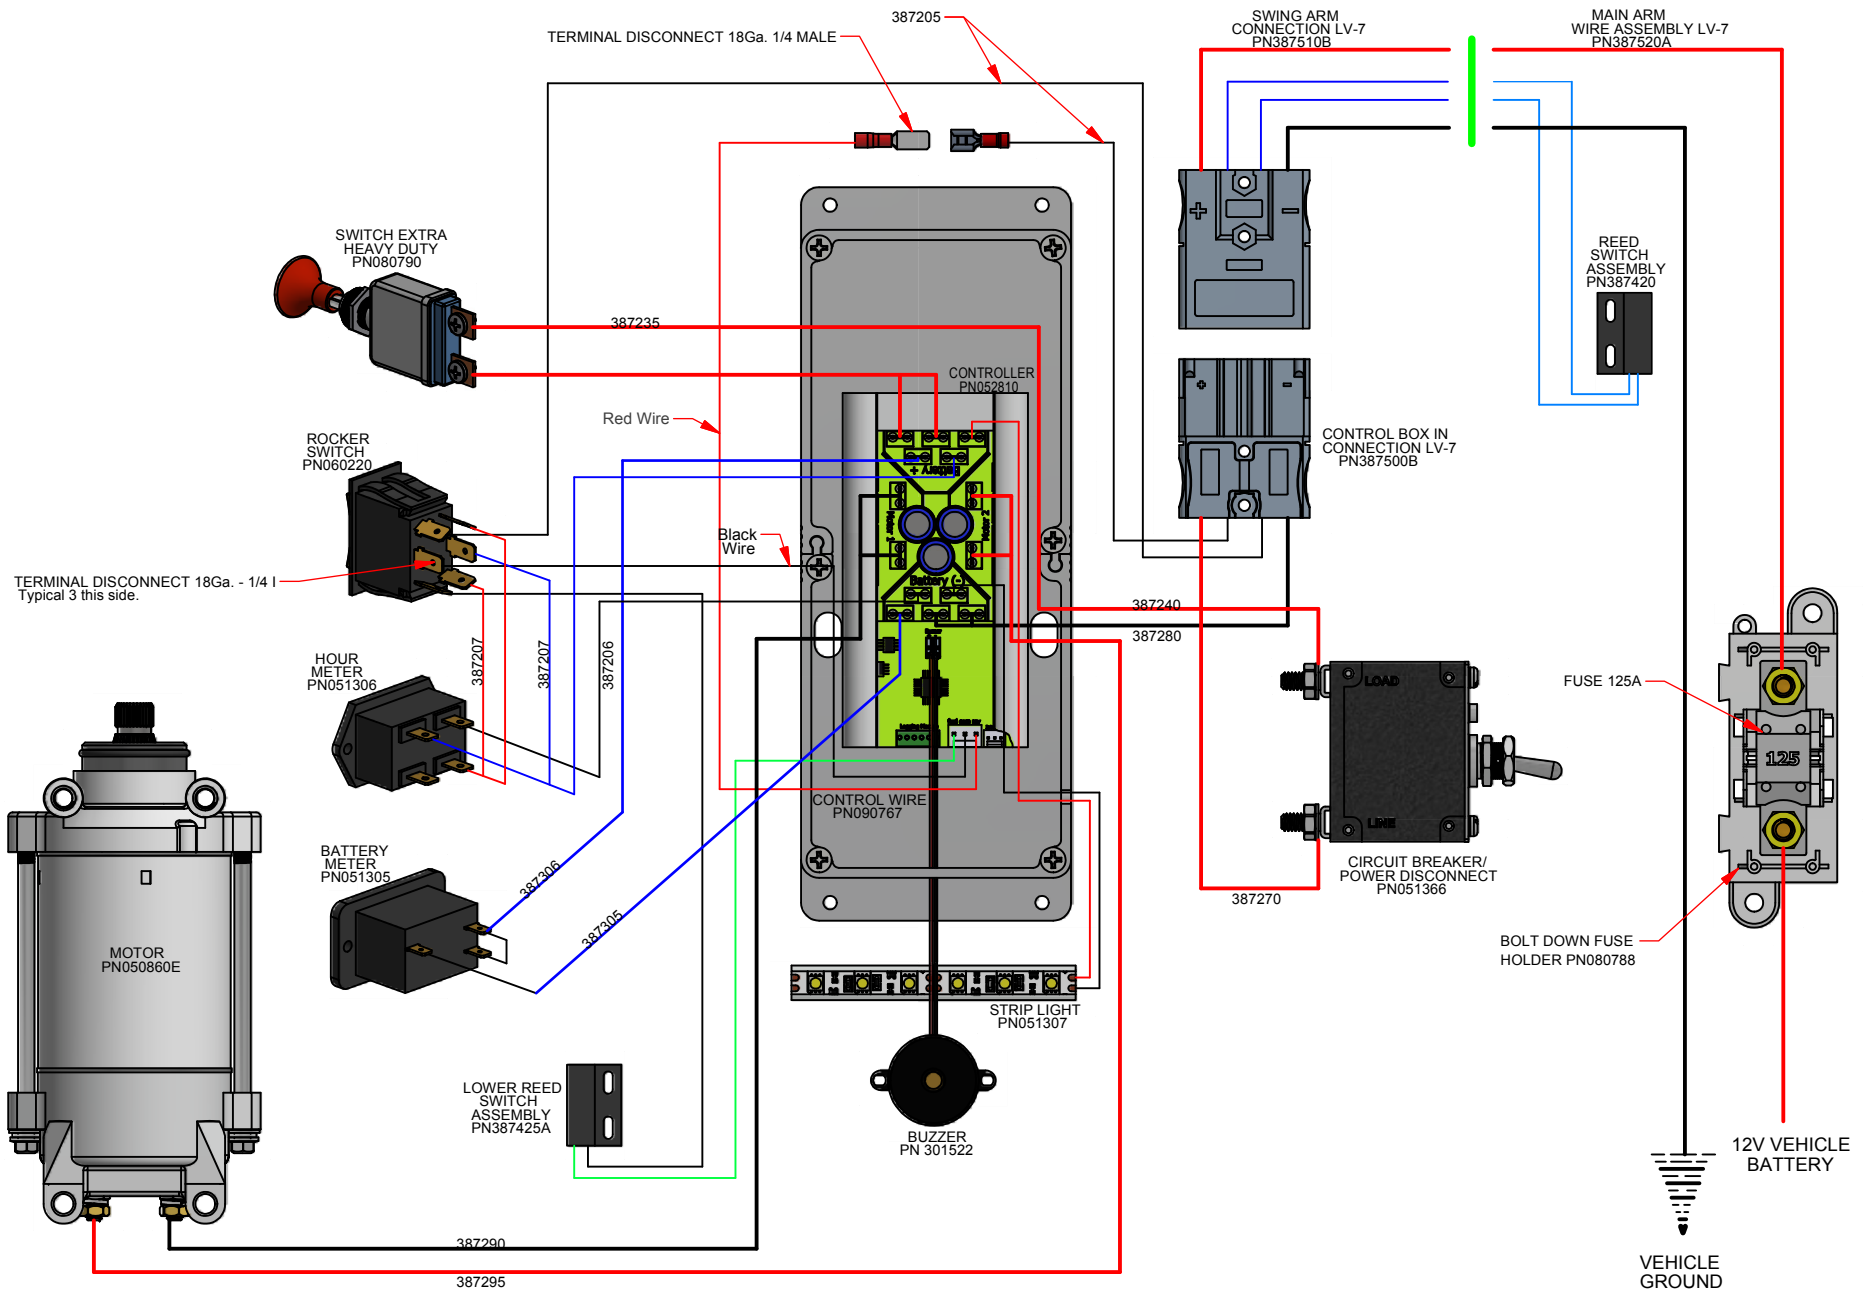 387205
TERMINAL DISCONNECT 18Ga. 1/4 MALE
SWING ARM
CONNECTION LV-7
PN387510B
MAIN ARM
WIRE ASSEMBLY LV-7
PN387520A
SWITCH EXTRA
HEAVY DUTY
PN080790
REED
SWITCH
ASSEMBLY
PN387420
387235
CONTROLLER
PN052810
Red Wire
ROCKER
SWITCH
PN060220
CONTROL BOX IN
CONNECTION LV-7
PN387500B
Battery +
Motor 2
Black
Wire
TERMINAL DISCONNECT 18Ga. - 1/4 I
Typical 3 this side.
Battery (-)
387240
387280
387207
387207
387206
HOUR
METER
PN051306
LOAD
FUSE 125A
125
CONTROL WIRE
PN090767
LINE
BATTERY
METER
PN051305
CIRCUIT BREAKER/
POWER DISCONNECT
PN051366
387306
387305
387270
MOTOR
PN050860E
BOLT DOWN FUSE
HOLDER PN080788
STRIP LIGHT
PN051307
LOWER REED
SWITCH
ASSEMBLY
PN387425A
BUZZER
PN 301522
12V VEHICLE
BATTERY
387290
387295
VEHICLE
GROUND